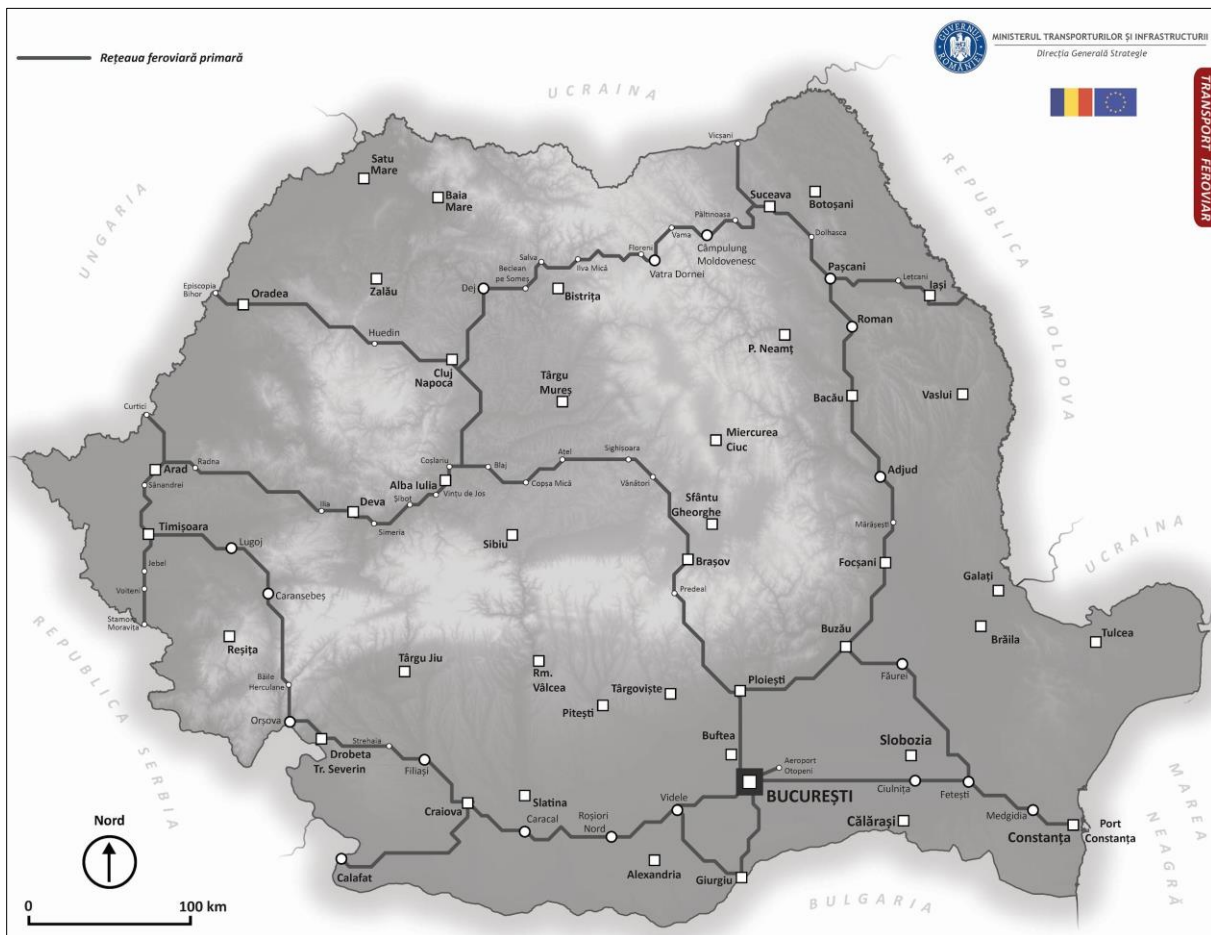 Rețeaua feroviară primară
GUVERNUL ROMÂNIEI
MINISTERUL TRANSPORTURILOR ȘI INFRASTRUCTURII
Direcția Generală Strategie
TRANSPORT FEROVIAR
UCRAINA
UNGARIA
REPUBLICA
MOLDOVA
Vicșani
Satu
Mare
Baia
Mare
Suceava
Botoșani
Păltinoasa
Vama
Câmpulung
Moldovenesc
Dolhasca
Floreni
Vatra Dornei
Salva
Ilva Mică
Beclean
pe Someș
Dej
Bistrița
Pașcani
Lețcani
Iași
Episcopia
Bihor
Oradea
Zalău
Huedin
Cluj
Napoca
Roman
P. Neamț
Târgu
Mureș
Bacău
Vaslui
Curtici
Miercurea
Ciuc
Arad
Radna
Sânandrei
Coșlariu
Blaj
Atel
Sighisoara
Alba Iulia
Copșa Mică
Vânători
Adjud
Ilia
Deva
Șibot
Vințu de Jos
Simeria
Sfântu
Gheorghe
Mărășești
Timișoara
Lugoj
Sibiu
Brașov
Focșani
UCRAINA
Jebel
Voiteni
Caransebeș
Predeal
Galați
Stamora
Moravița
Reșița
Brăila
Tulcea
REPUBLICA SERBIA
Târgu Jiu
Rm.
Vâlcea
Buzău
Băile
Herculane
Pitești
Târgoviște
Ploiești
Făurei
Orșova
Drobeta
Tr. Severin
Strehaia
Filiași
Buftea
Aeroport
Otopeni
Slobozia
BUCUREȘTI
Ciulnița
Fetești
Craiova
Slatina
Caracal
Roșiori
Nord
Videle
Călărași
Medgidia
Constanța
Port
Constanța
MAREA
NEAGRĂ
Nord
Calafat
Alexandria
Giurgiu
BULGARIA
0
100 km